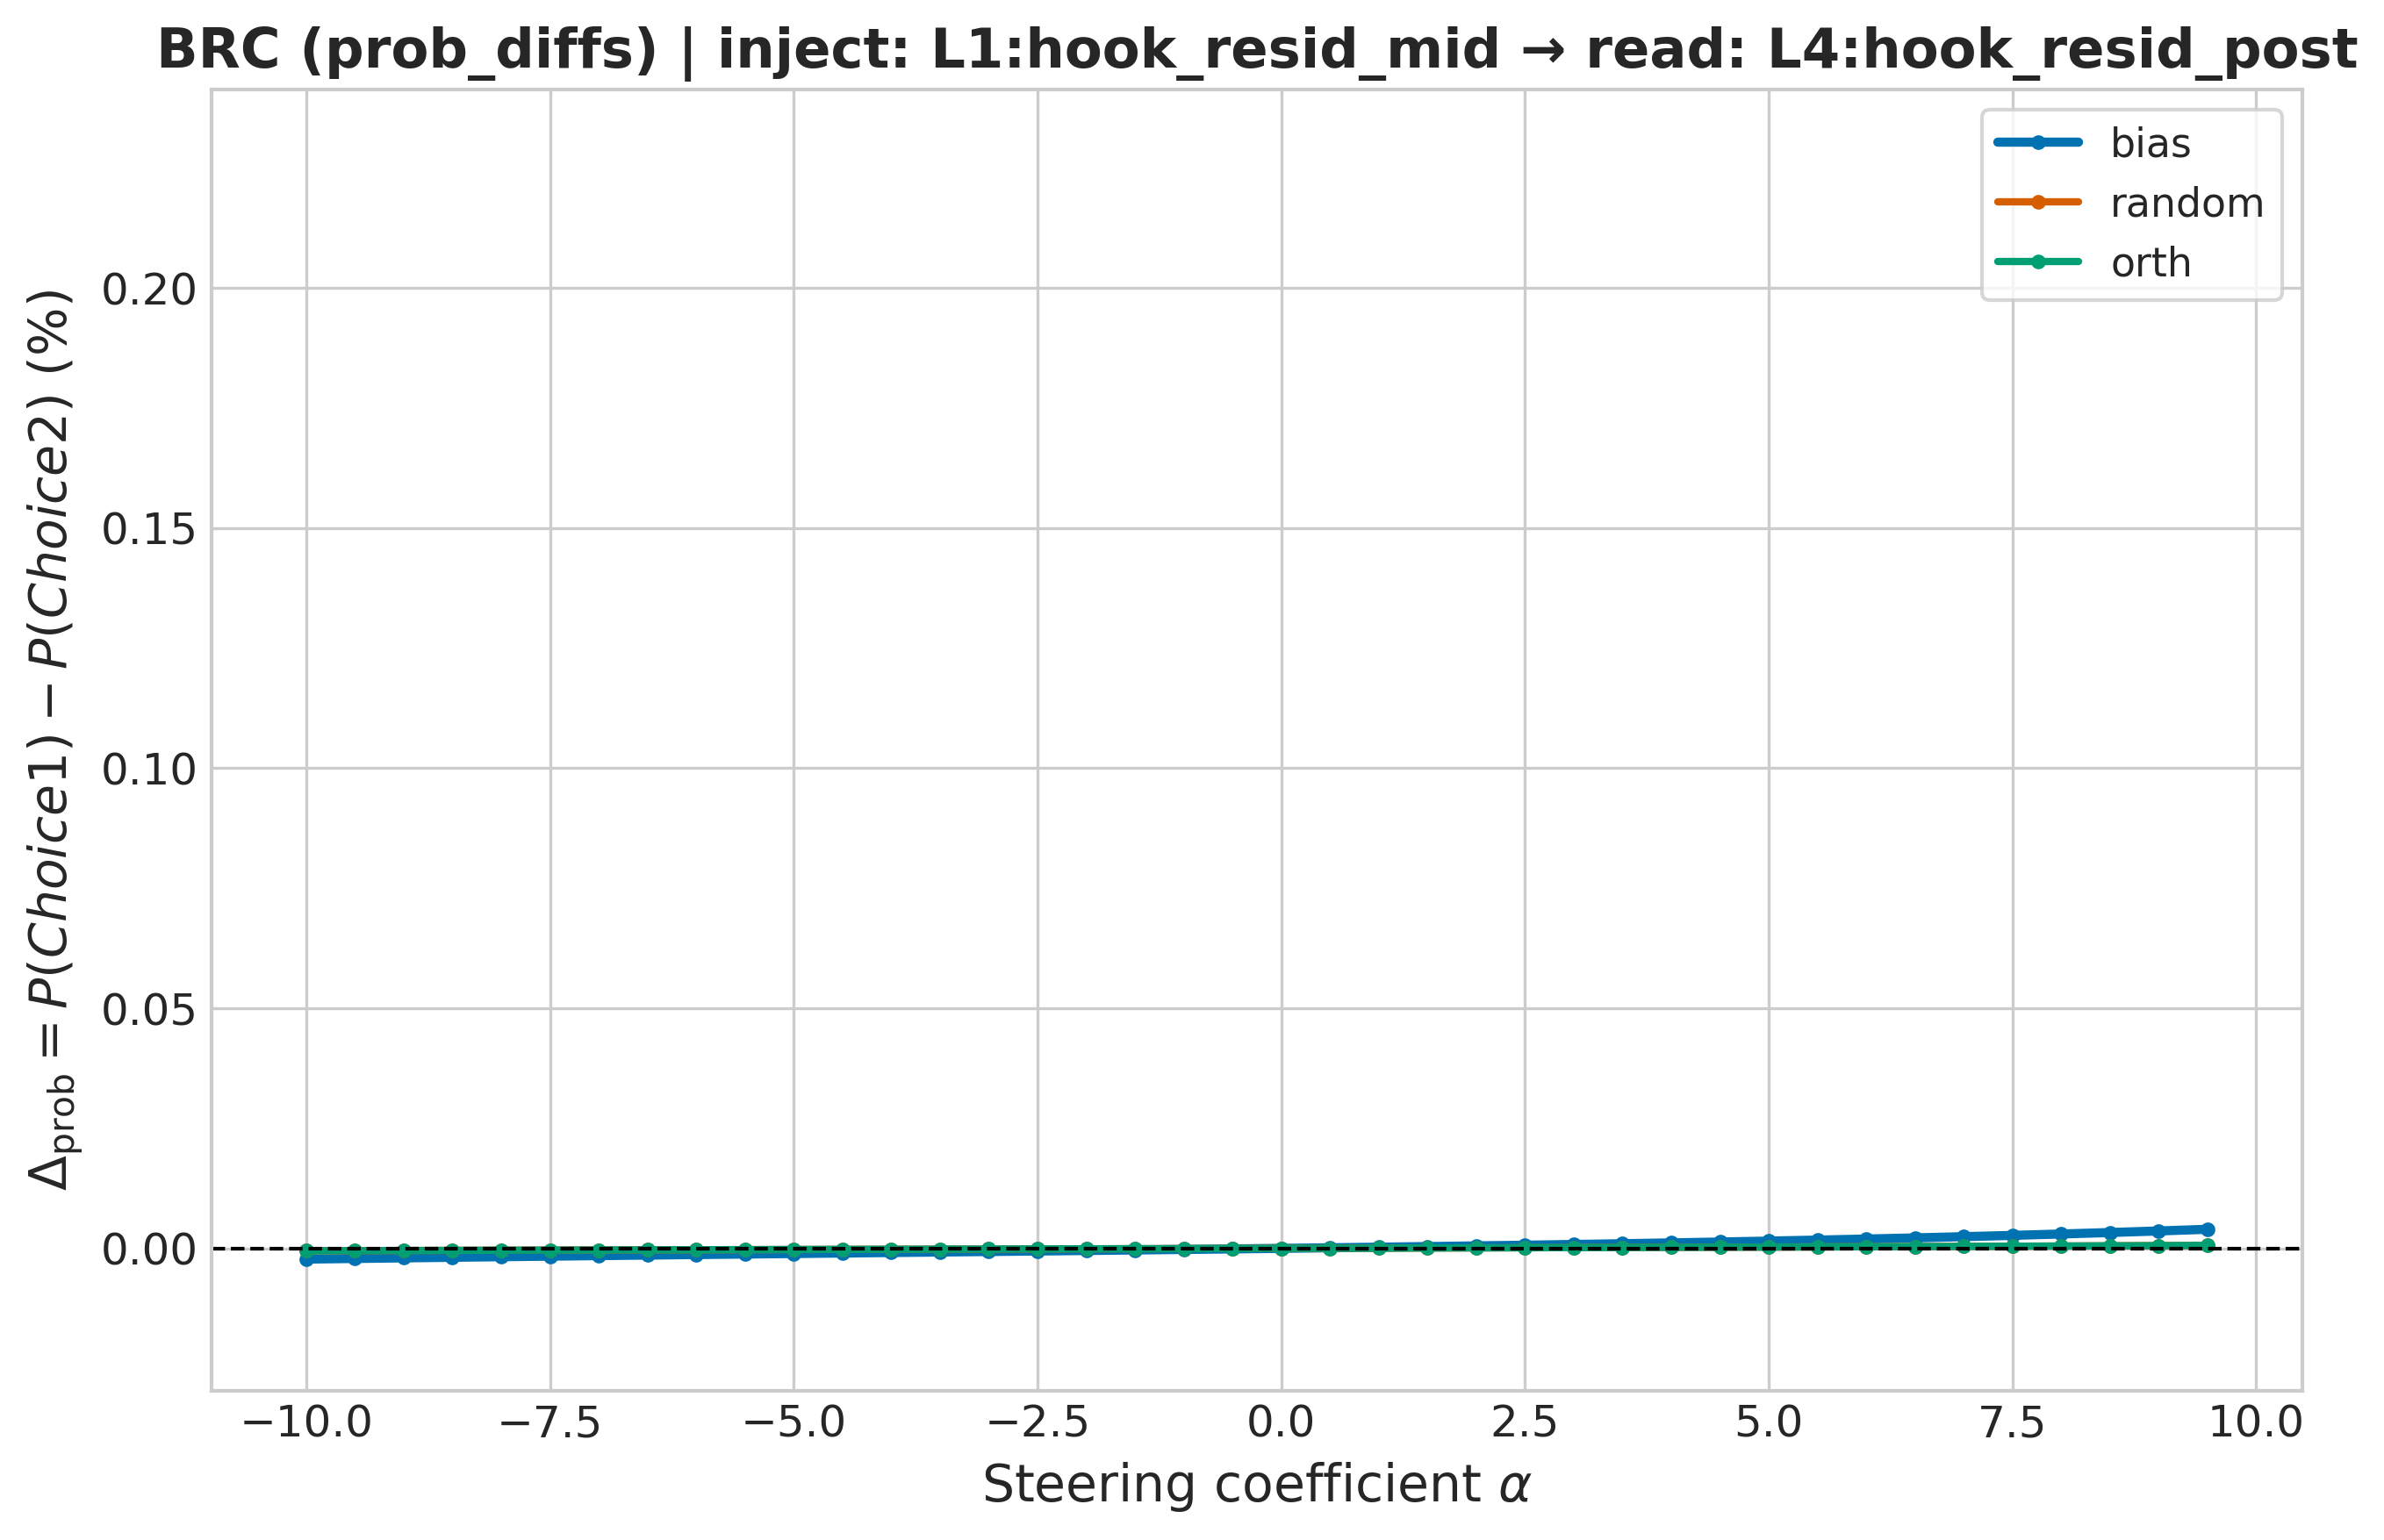 BRC (prob_diffs) | inject: L1:hook_resid_mid → read: L4:hook_resid_post
bias
random
orth
Δprob = P(Choice1) − P(Choice2) (%)
0.20
0.15
0.10
0.05
0.00
−10.0 −7.5 −5.0 −2.5 0.0 2.5 5.0 7.5 10.0
Steering coefficient α